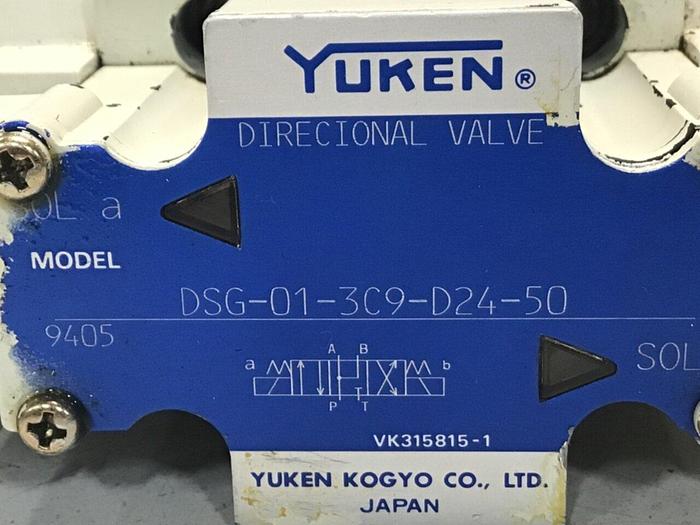 YUKEN®
DIRECIONAL VALVE
SOL a
MODEL
DSG-01-3C9-D24-50
9405
A B
a b
P T
SOL
VK315815-1
YUKEN KOGYO CO., LTD.
JAPAN